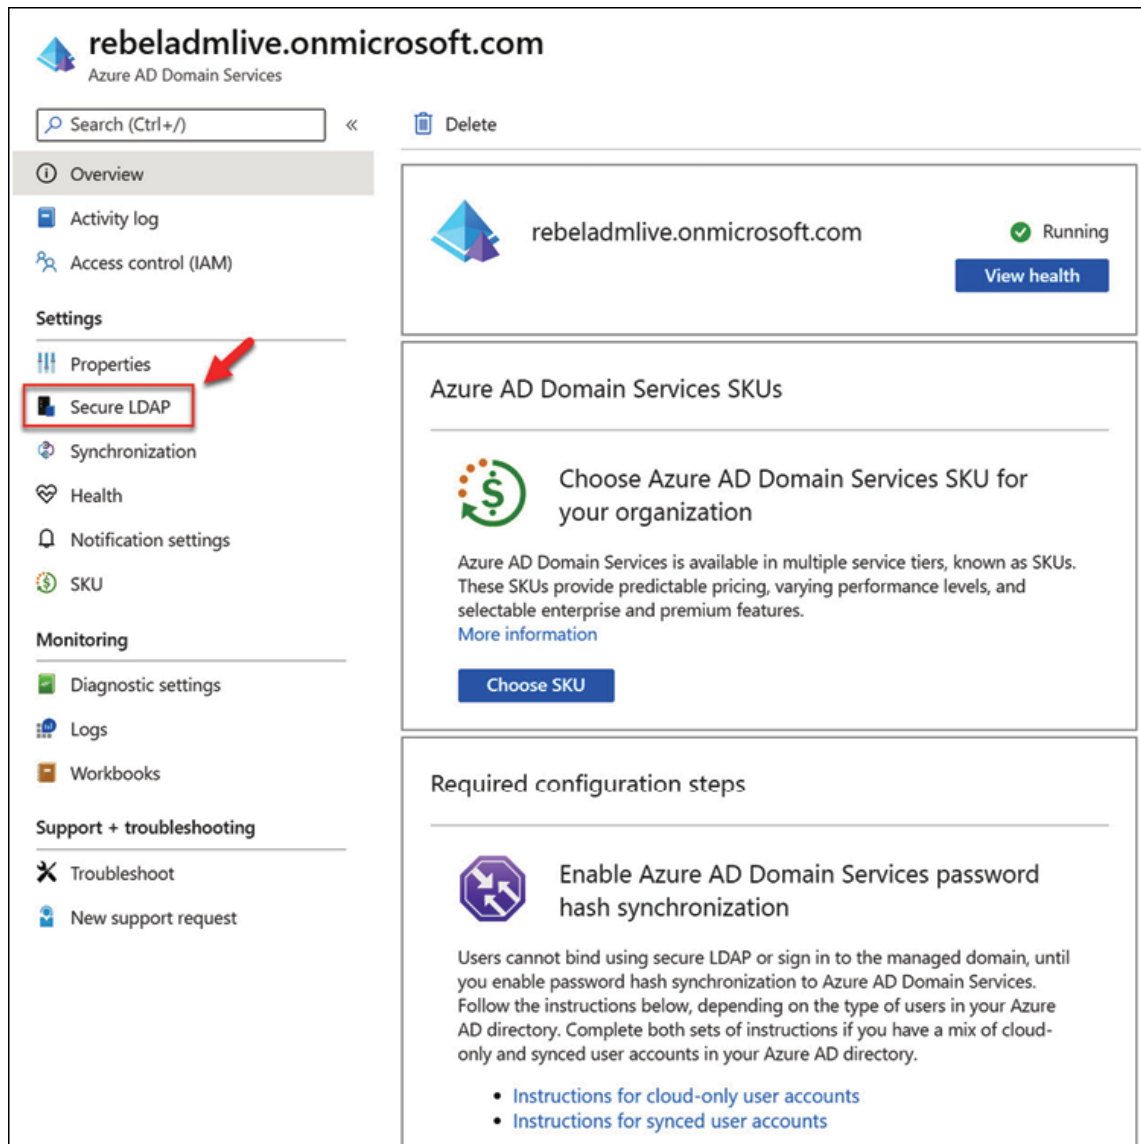 rebeladmlive.onmicrosoft.com
Azure AD Domain Services
Search (Ctrl+/)
«
Overview
Activity log
Access control (IAM)
Settings
Properties
Secure LDAP
Synchronization
Health
Notification settings
SKU
Monitoring
Diagnostic settings
Logs
Workbooks
Support + troubleshooting
Troubleshoot
New support request
Delete
rebeladmlive.onmicrosoft.com
Running
View health
Azure AD Domain Services SKUs
Choose Azure AD Domain Services SKU for
your organization
Azure AD Domain Services is available in multiple service tiers, known as SKUs.
These SKUs provide predictable pricing, varying performance levels, and
selectable enterprise and premium features.
More information
Choose SKU
Required configuration steps
Enable Azure AD Domain Services password
hash synchronization
Users cannot bind using secure LDAP or sign in to the managed domain, until
you enable password hash synchronization to Azure AD Domain Services.
Follow the instructions below, depending on the type of users in your Azure
AD directory. Complete both sets of instructions if you have a mix of cloud-
only and synced user accounts in your Azure AD directory.
• Instructions for cloud-only user accounts
• Instructions for synced user accounts